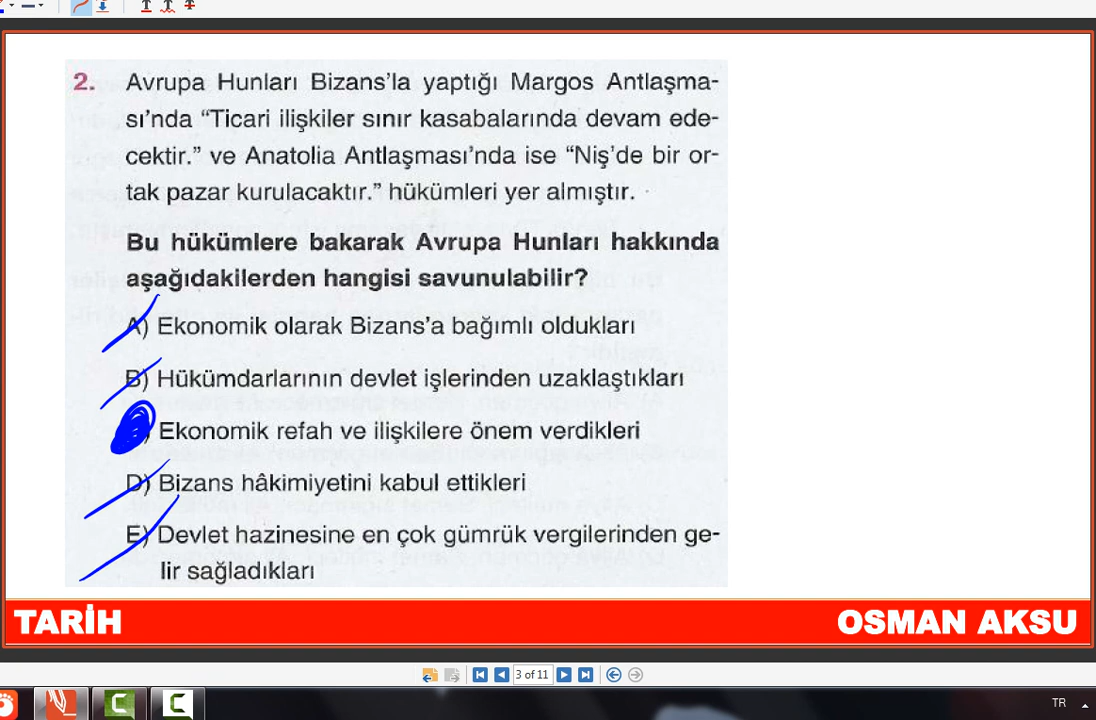 2. Avrupa Hunları Bizans'la yaptığı Margos Antlaşma-
sı'nda “Ticari ilişkiler sınır kasabalarında devam ede-
cektir.” ve Anatolia Antlaşması'nda ise “Niş'de bir or-
tak pazar kurulacaktır.” hükümleri yer almıştır.
Bu hükümlere bakarak Avrupa Hunları hakkında
aşağıdakilerden hangisi savunulabilir?
A) Ekonomik olarak Bizans'a bağımlı oldukları
B) Hükümdarlarının devlet işlerinden uzaklaştıkları
) Ekonomik refah ve ilişkilere önem verdikleri
D) Bizans hâkimiyetini kabul ettikleri
E) Devlet hazinesine en çok gümrük vergilerinden ge-
lir sağladıkları
TARİH OSMAN AKSU
3 of 11
TR